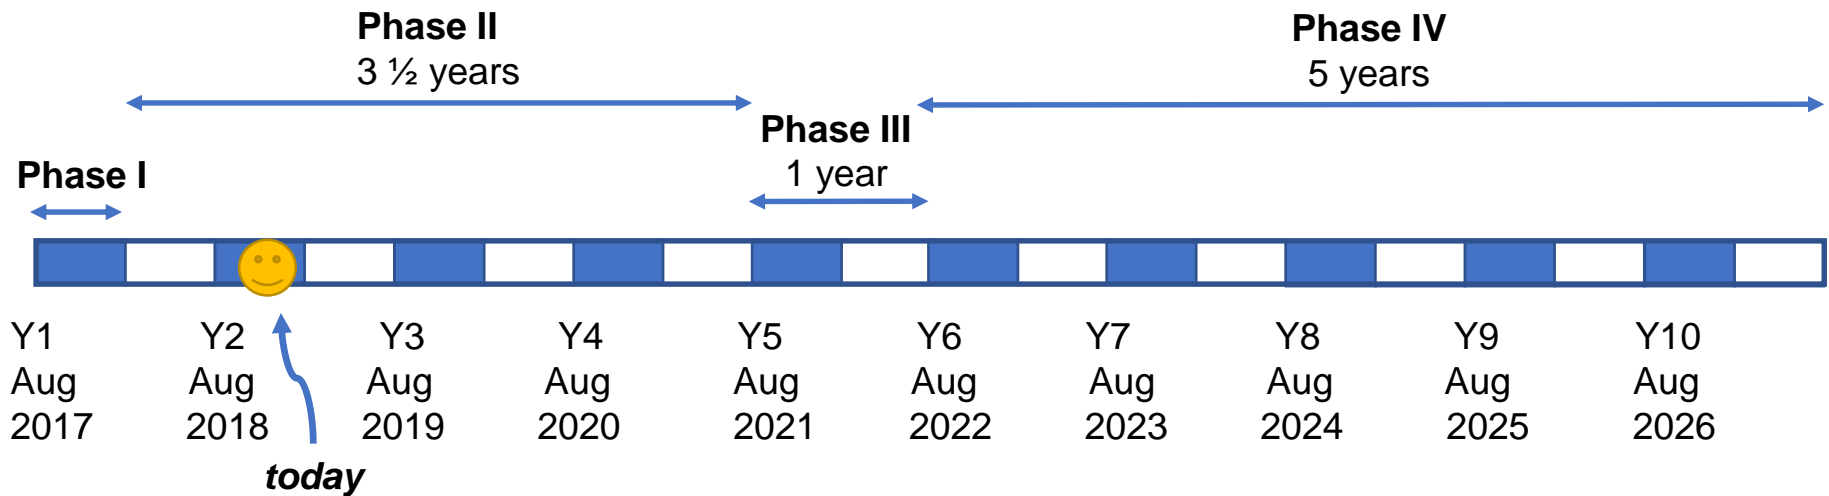 Phase II
3 ½ years
Phase IV
5 years
Phase III
1 year
Phase I
Y1 Y2 Y3 Y4 Y5 Y6 Y7 Y8 Y9 Y10
Aug Aug Aug Aug Aug Aug Aug Aug Aug Aug
2017 2018 2019 2020 2021 2022 2023 2024 2025 2026
today